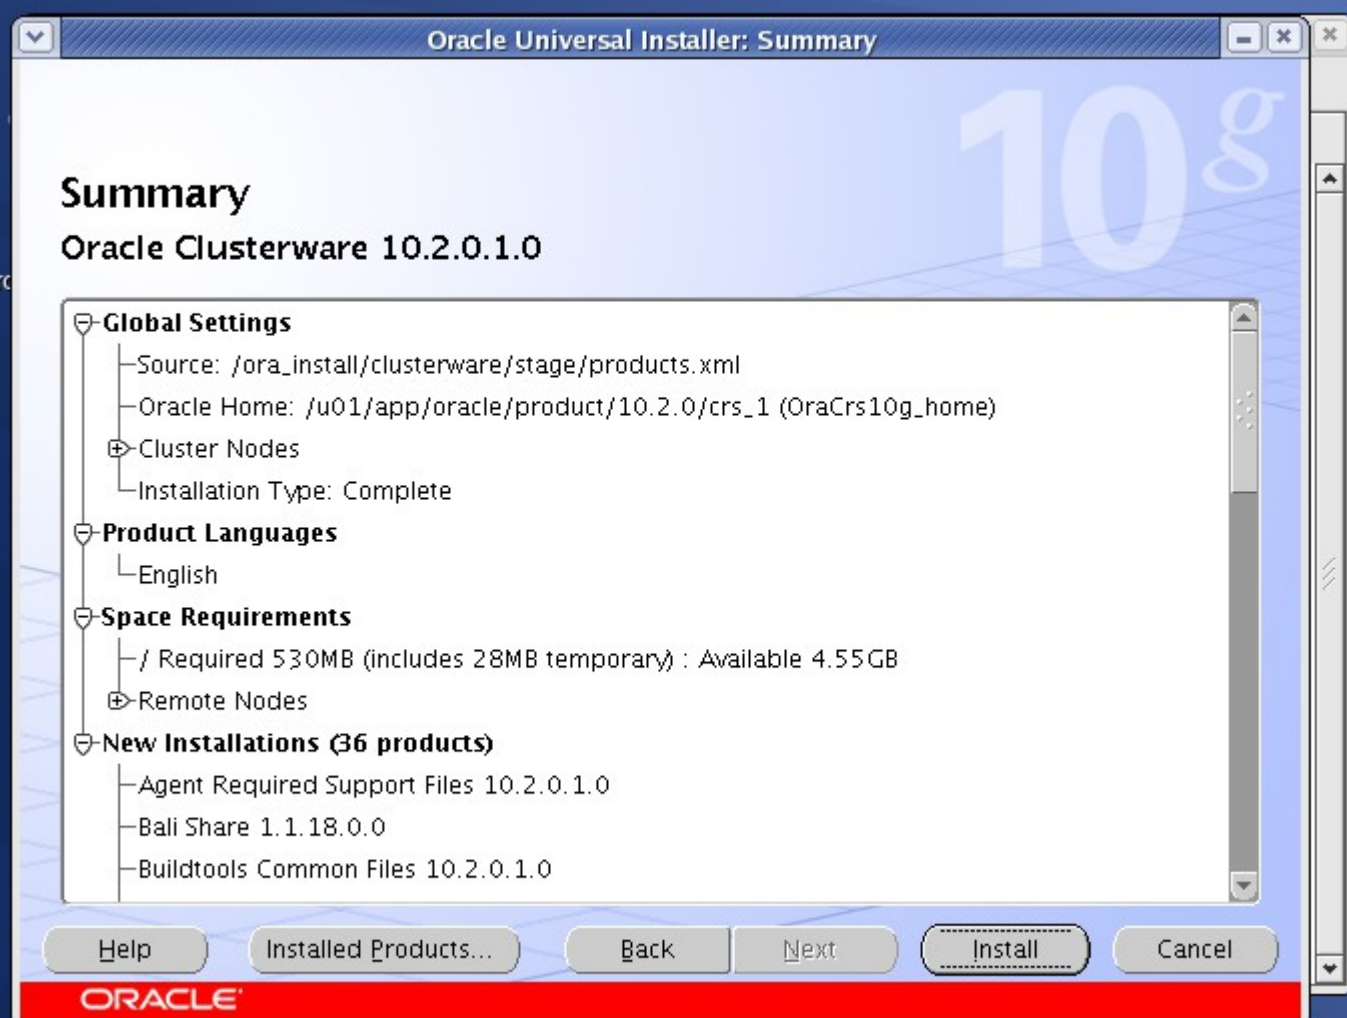 Oracle Universal Installer: Summary
10g
Summary
Oracle Clusterware 10.2.0.1.0
Global Settings
Source: /ora_install/clusterware/stage/products.xml
Oracle Home: /u01/app/oracle/product/10.2.0/crs_1 (OraCrs10g_home)
Cluster Nodes
Installation Type: Complete
Product Languages
English
Space Requirements
/ Required 530MB (includes 28MB temporary) : Available 4.55GB
Remote Nodes
New Installations (36 products)
Agent Required Support Files 10.2.0.1.0
Bali Share 1.1.18.0.0
Buildtools Common Files 10.2.0.1.0
Help Installed Products... Back Next Install Cancel
ORACLE